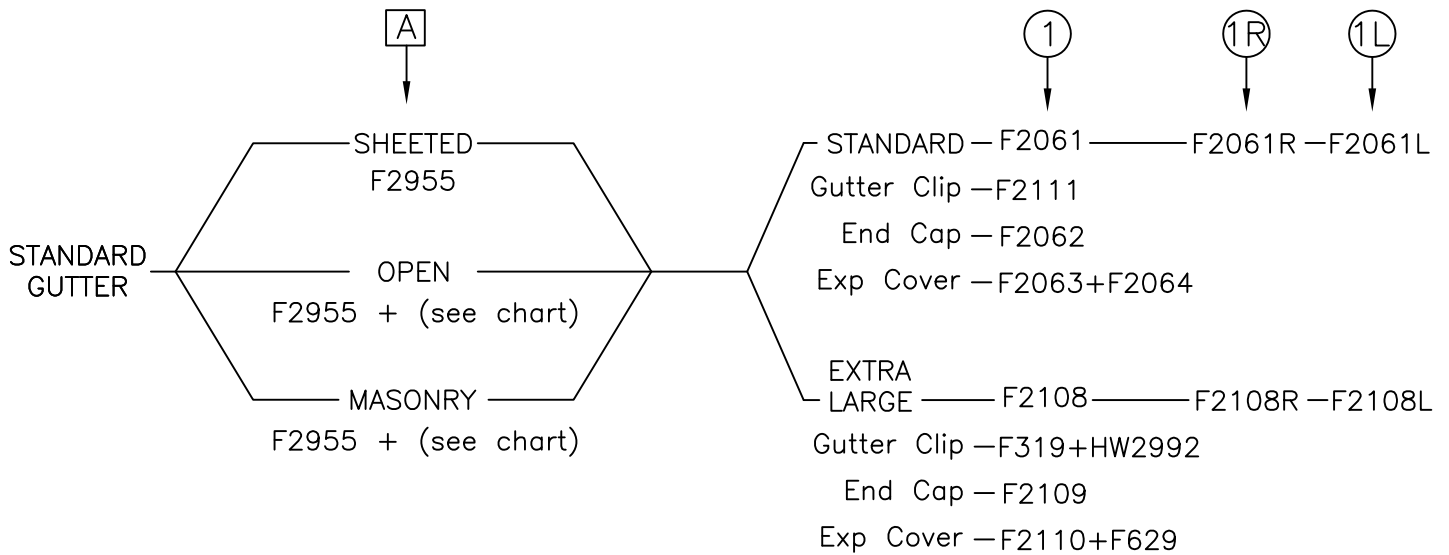 A
1
1R
1L
SHEETED
F2955
STANDARD
GUTTER
OPEN
F2955 + (see chart)
MASONRY
F2955 + (see chart)
STANDARD F2061 F2061R F2061L
Gutter Clip – F2111
End Cap – F2062
Exp Cover – F2063+F2064
EXTRA
LARGE F2108 F2108R F2108L
Gutter Clip – F319+HW2992
End Cap – F2109
Exp Cover – F2110+F629